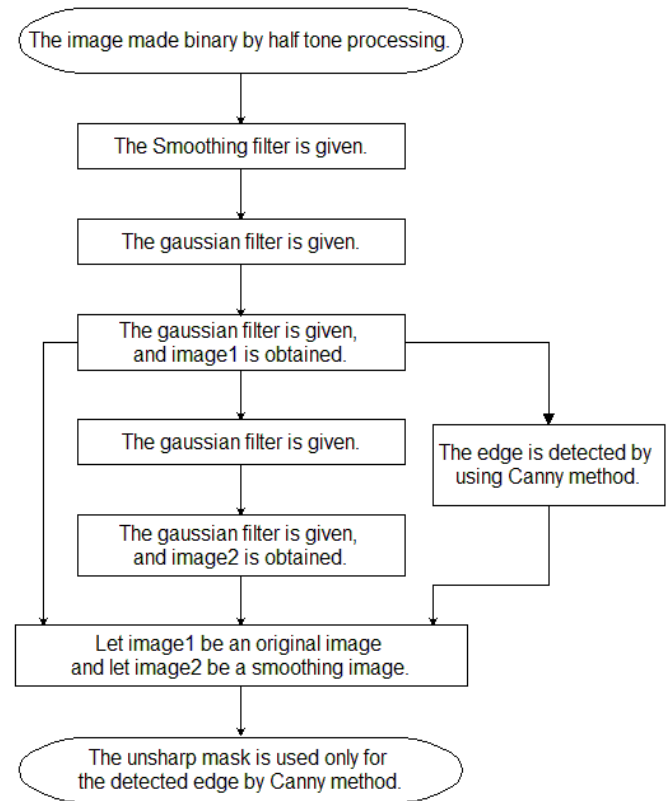 The image made binary by half tone processing.
The Smoothing filter is given.
The gaussian filter is given.
The gaussian filter is given,
and image1 is obtained.
The gaussian filter is given.
The edge is detected by
using Canny method.
The gaussian filter is given,
and image2 is obtained.
Let image1 be an original image
and let image2 be a smoothing image.
The unsharp mask is used only for
the detected edge by Canny method.